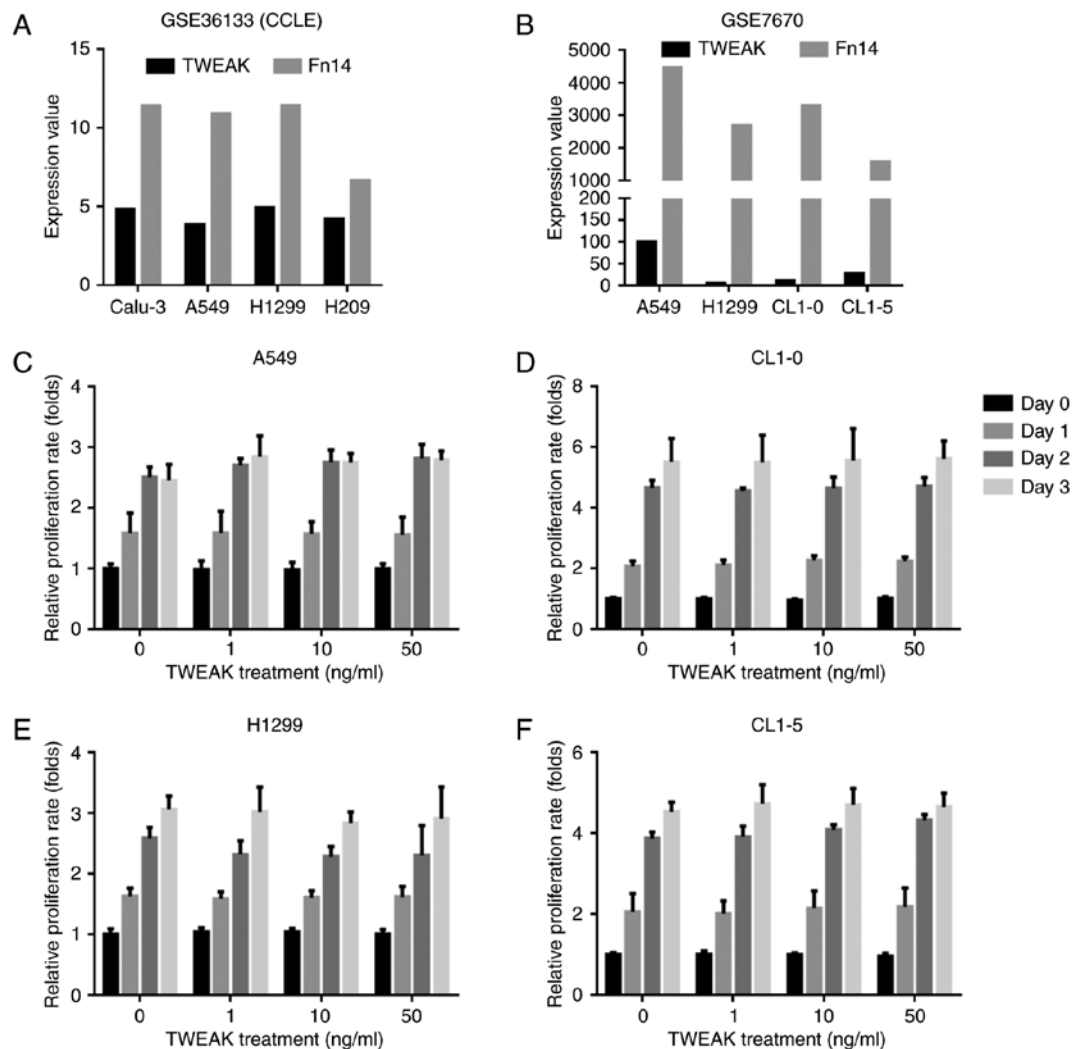 A
GSE36133 (CCLE)
TWEAK
Fn14
Expression value
15
10
5
0
Calu-3 A549 H1299 H209
B
GSE7670
TWEAK
Fn14
Expression value
5000
4000
3000
2000
1000
200
150
100
50
0
A549 H1299 CL1-0 CL1-5
C
A549
Relative proliferation rate (folds)
4
3
2
1
0
0 1 10 50
TWEAK treatment (ng/ml)
D
CL1-0
Relative proliferation rate (folds)
8
6
4
2
0
0 1 10 50
TWEAK treatment (ng/ml)
Day 0
Day 1
Day 2
Day 3
E
H1299
Relative proliferation rate (folds)
4
3
2
1
0
0 1 10 50
TWEAK treatment (ng/ml)
F
CL1-5
Relative proliferation rate (folds)
6
4
2
0
0 1 10 50
TWEAK treatment (ng/ml)